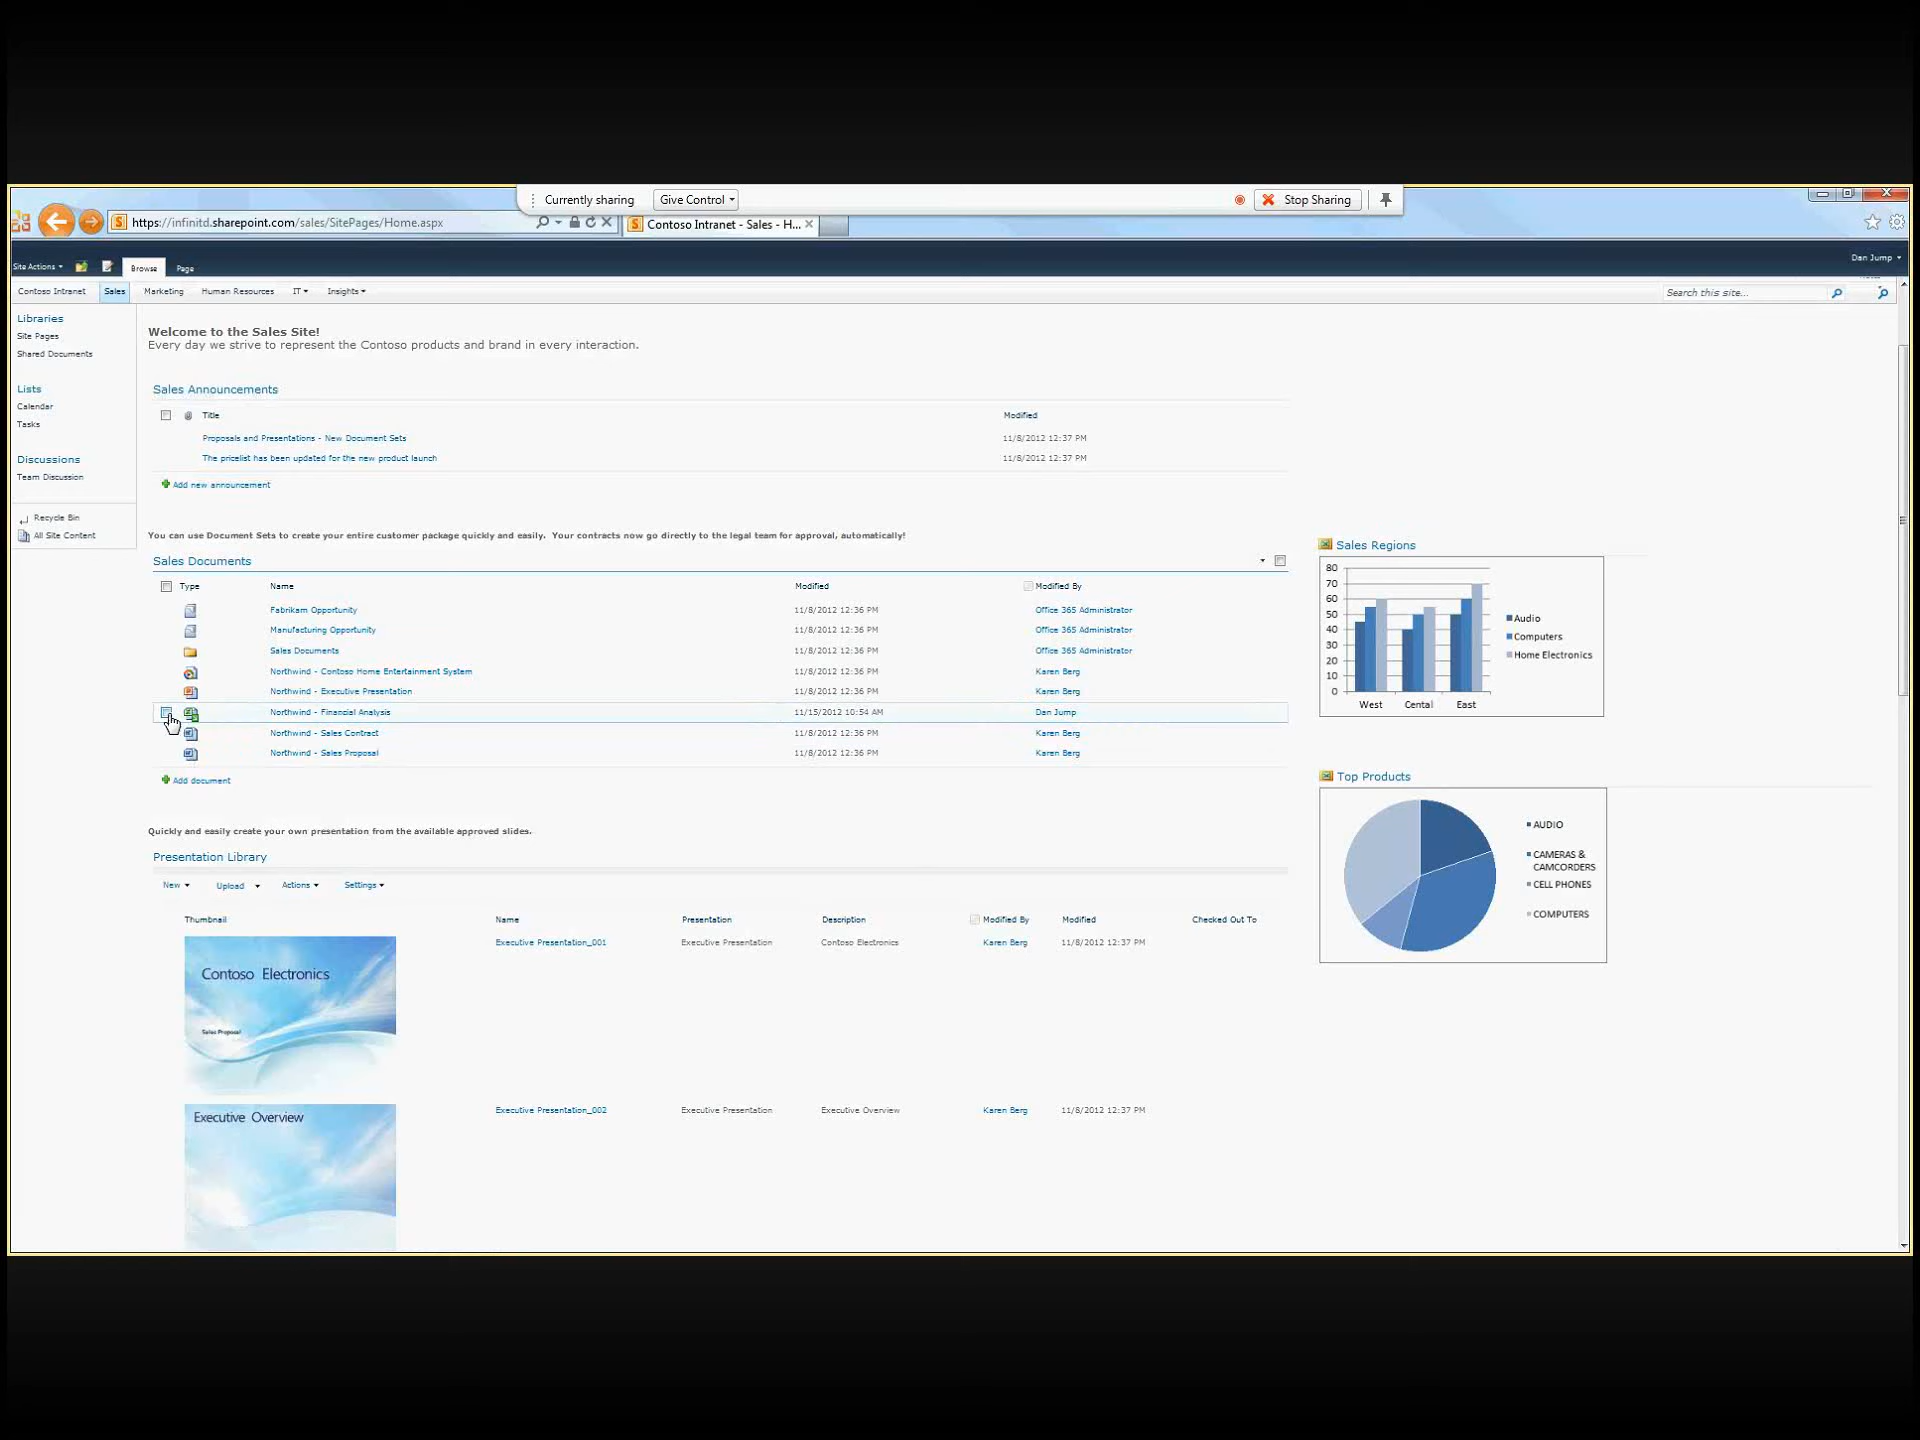 Currently sharing Give Control Stop Sharing
https://infinitd.sharepoint.com/sales/SitePages/Home.aspx Contoso Intranet - Sales - H...
Site Actions Browse Page Dan Jump
Contoso Intranet Sales Marketing Human Resources IT Insights Search this site...
Libraries
Site Pages
Shared Documents
Lists
Calendar
Tasks
Discussions
Team Discussion
Recycle Bin
All Site Content
Welcome to the Sales Site!
Every day we strive to represent the Contoso products and brand in every interaction.
Sales Announcements
Title Modified
Proposals and Presentations - New Document Sets 11/8/2012 12:37 PM
The pricelist has been updated for the new product launch 11/8/2012 12:37 PM
Add new announcement
You can use Document Sets to create your entire customer package quickly and easily. Your contracts now go directly to the legal team for approval, automatically!
Sales Documents
Type Name Modified Modified By
Fabrikam Opportunity 11/8/2012 12:36 PM Office 365 Administrator
Manufacturing Opportunity 11/8/2012 12:36 PM Office 365 Administrator
Sales Documents 11/8/2012 12:36 PM Office 365 Administrator
Northwind - Contoso Home Entertainment System 11/8/2012 12:36 PM Karen Berg
Northwind - Executive Presentation 11/8/2012 12:36 PM Karen Berg
Northwind - Financial Analysis 11/15/2012 10:54 AM Dan Jump
Northwind - Sales Contract 11/8/2012 12:36 PM Karen Berg
Northwind - Sales Proposal 11/8/2012 12:36 PM Karen Berg
Add document
Quickly and easily create your own presentation from the available approved slides.
Presentation Library
New Upload Actions Settings
Thumbnail Name Presentation Description Modified By Modified Checked Out To
Executive Presentation_001 Executive Presentation Contoso Electronics Karen Berg 11/8/2012 12:37 PM
Contoso Electronics
Sales Proposal
Executive Presentation_002 Executive Presentation Executive Overview Karen Berg 11/8/2012 12:37 PM
Executive Overview
Sales Regions
80
70
60
50
40
30
20
10
0
West Cental East
Audio
Computers
Home Electronics
Top Products
AUDIO
CAMERAS &
CAMCORDERS
CELL PHONES
COMPUTERS